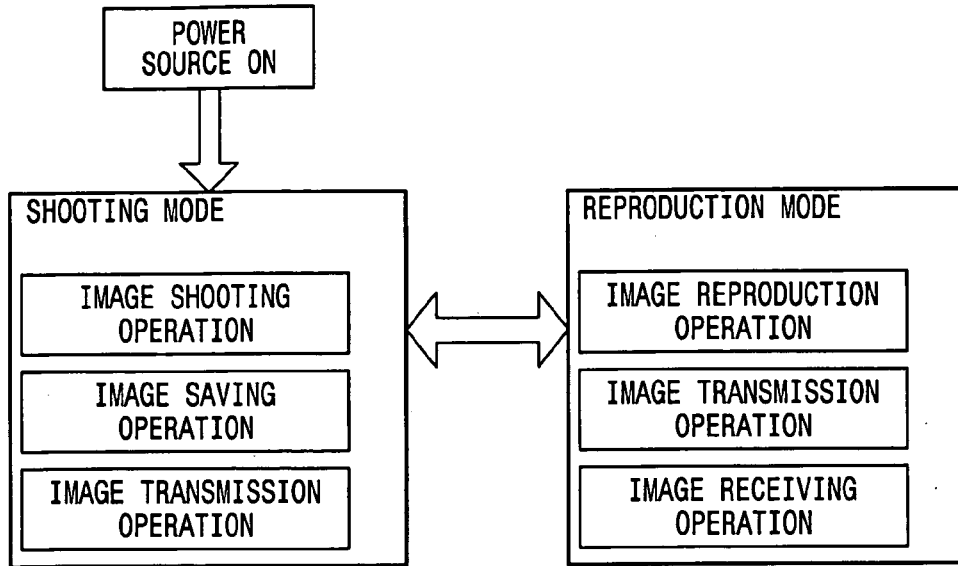 POWER
SOURCE ON
SHOOTING MODE
IMAGE SHOOTING
OPERATION
IMAGE SAVING
OPERATION
IMAGE TRANSMISSION
OPERATION
REPRODUCTION MODE
IMAGE REPRODUCTION
OPERATION
IMAGE TRANSMISSION
OPERATION
IMAGE RECEIVING
OPERATION